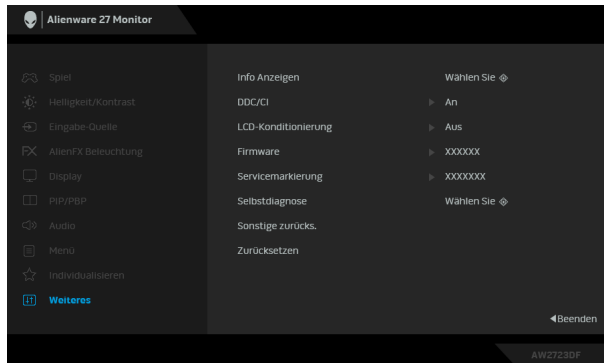 Alienware 27 Monitor
Spiel
Helligkeit/Kontrast
Eingabe-Quelle
AlienFX Beleuchtung
Display
PIP/PBP
Audio
Menü
Individualisieren
Weiteres
Info Anzeigen Wählen Sie
DDC/CI An
LCD-Konditionierung Aus
Firmware XXXXXX
Servicemarkierung XXXXXXX
Selbstdiagnose Wählen Sie
Sonstige zurücks.
Zurücksetzen
Beenden
AW2723DF